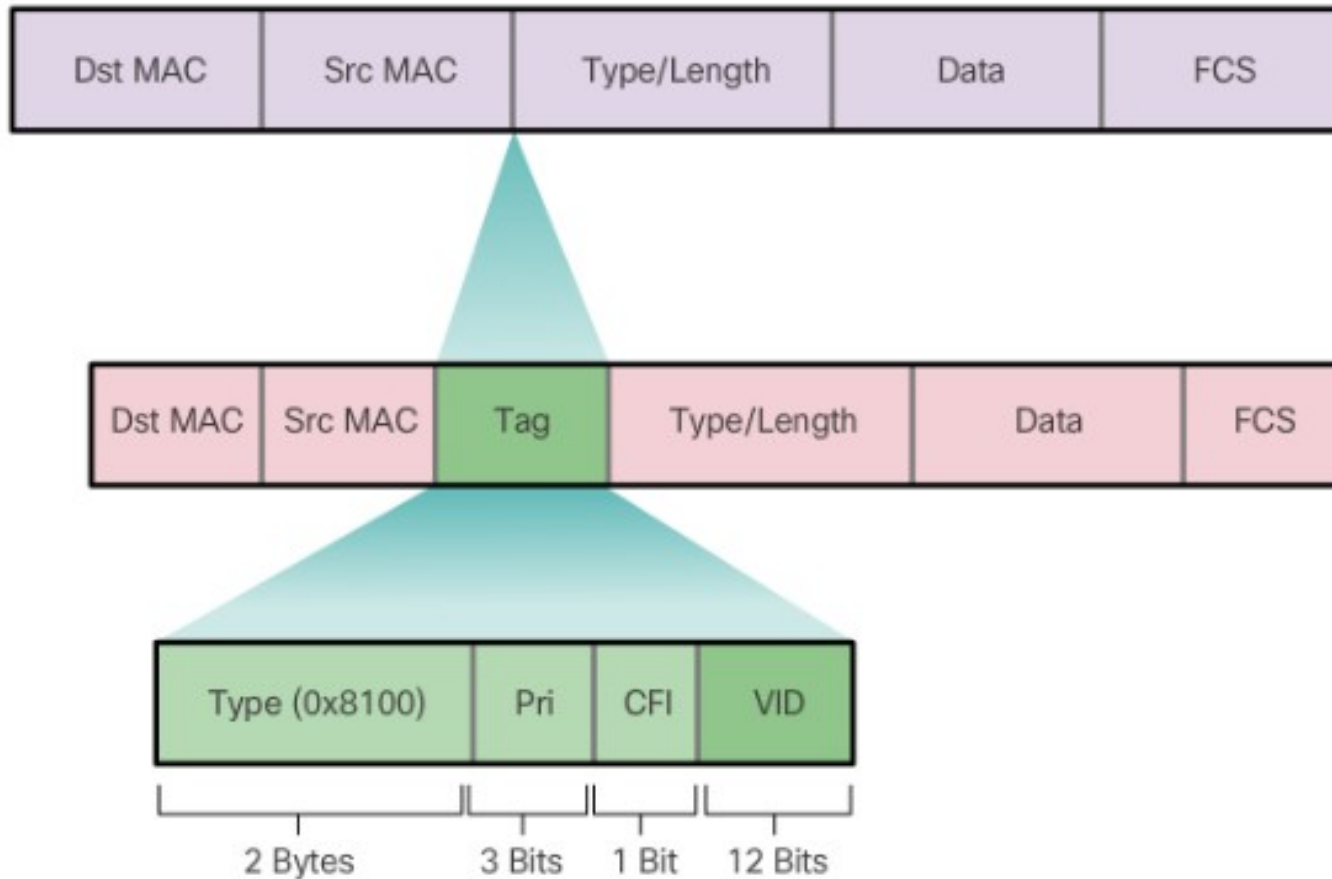 Dst MAC Src MAC Type/Length Data FCS
Dst MAC Src MAC Tag Type/Length Data FCS
Type (0x8100) Pri CFI VID
2 Bytes 3 Bits 1 Bit 12 Bits